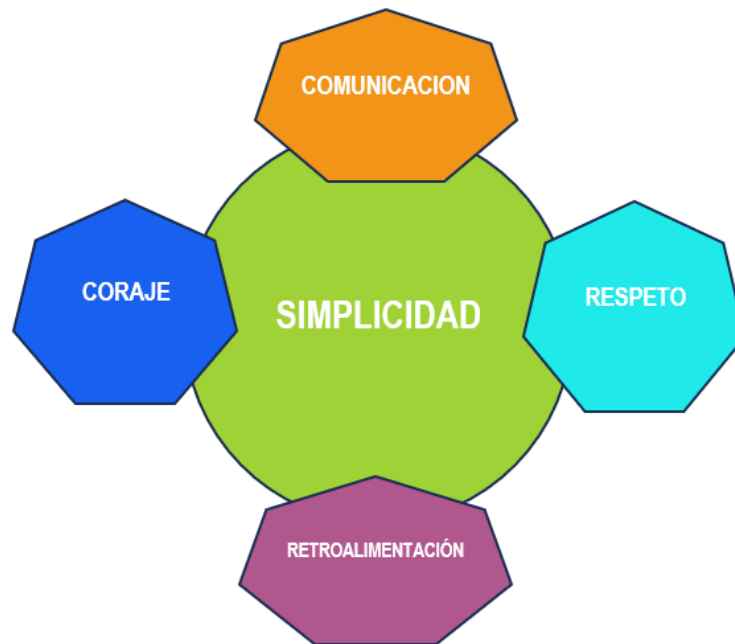 COMUNICACION
CORAJE
SIMPLICIDAD
RESPETO
RETROALIMENTACIÓN